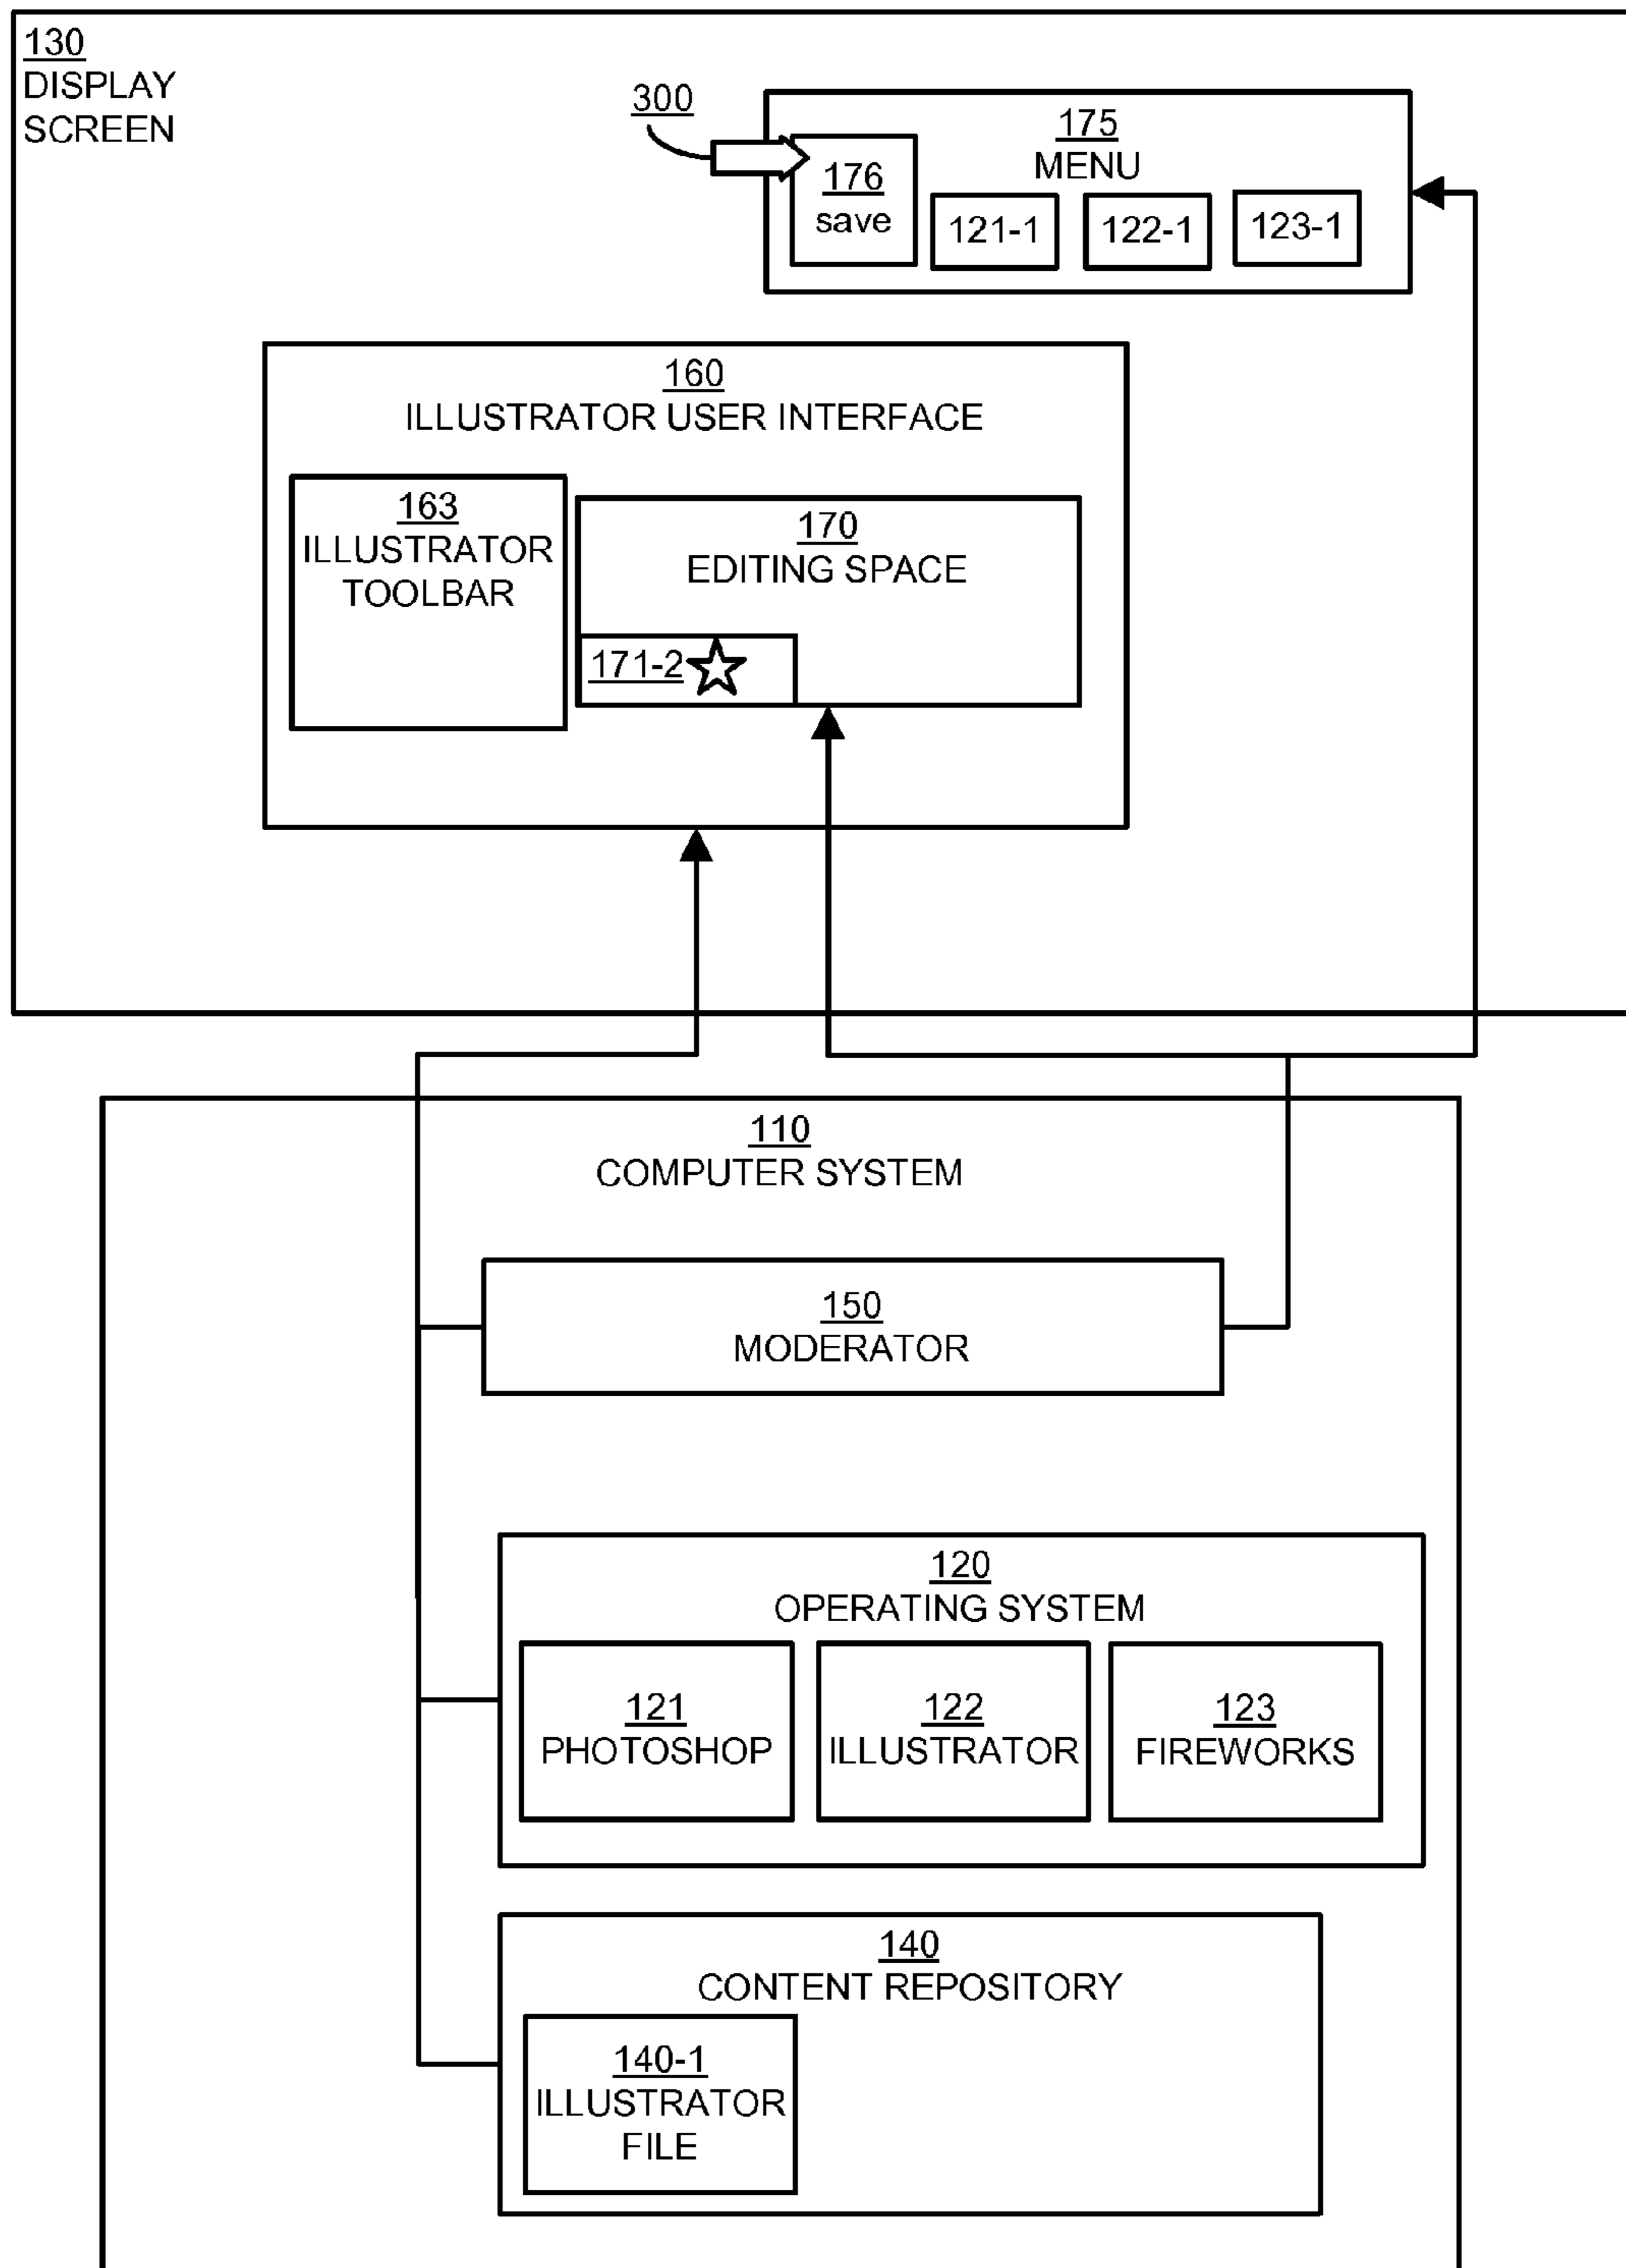 130
DISPLAY
SCREEN
300
175
MENU
176
save
121-1
122-1
123-1
160
ILLUSTRATOR USER INTERFACE
163
ILLUSTRATOR
TOOLBAR
170
EDITING SPACE
171-2
110
COMPUTER SYSTEM
150
MODERATOR
120
OPERATING SYSTEM
121
PHOTOSHOP
122
ILLUSTRATOR
123
FIREWORKS
140
CONTENT REPOSITORY
140-1
ILLUSTRATOR
FILE